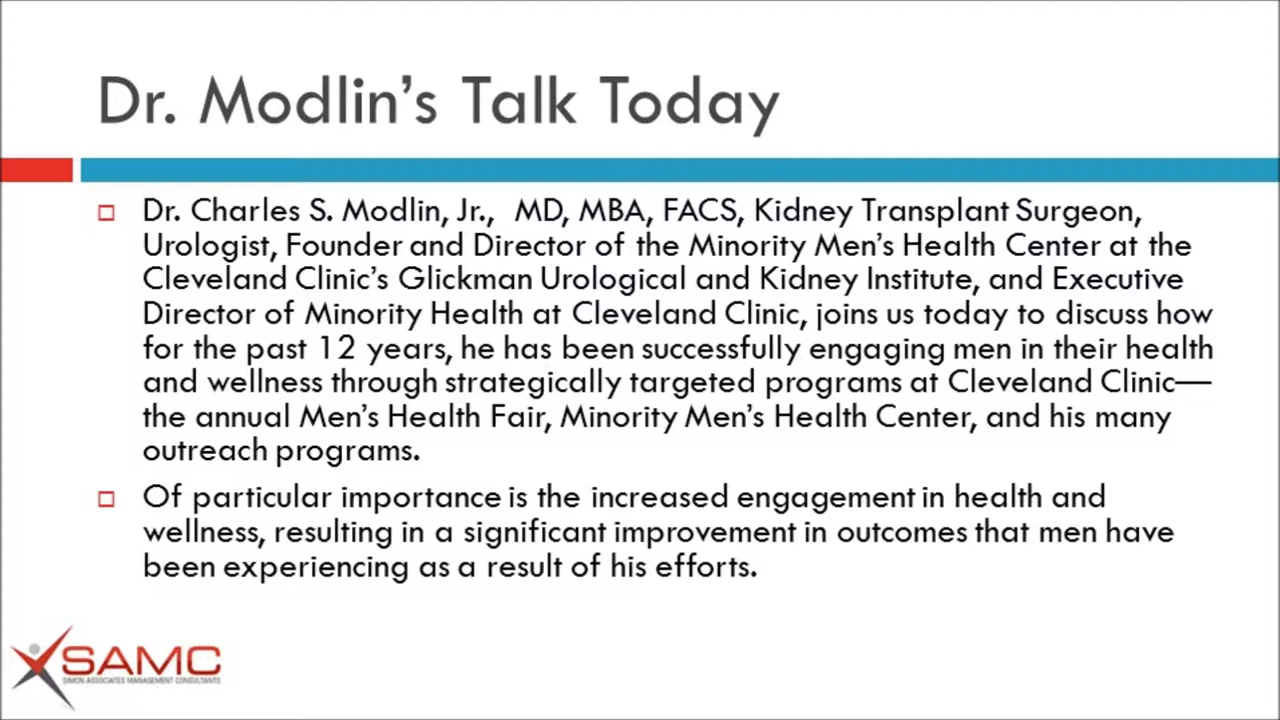 Dr. Modlin’s Talk Today
Dr. Charles S. Modlin, Jr., MD, MBA, FACS, Kidney Transplant Surgeon,
Urologist, Founder and Director of the Minority Men’s Health Center at the
Cleveland Clinic’s Glickman Urological and Kidney Institute, and Executive
Director of Minority Health at Cleveland Clinic, joins us today to discuss how
for the past 12 years, he has been successfully engaging men in their health
and wellness through strategically targeted programs at Cleveland Clinic—
the annual Men’s Health Fair, Minority Men’s Health Center, and his many
outreach programs.
Of particular importance is the increased engagement in health and
wellness, resulting in a significant improvement in outcomes that men have
been experiencing as a result of his efforts.
SAMC
SIMON ASSOCIATES MANAGEMENT CONSULTANTS